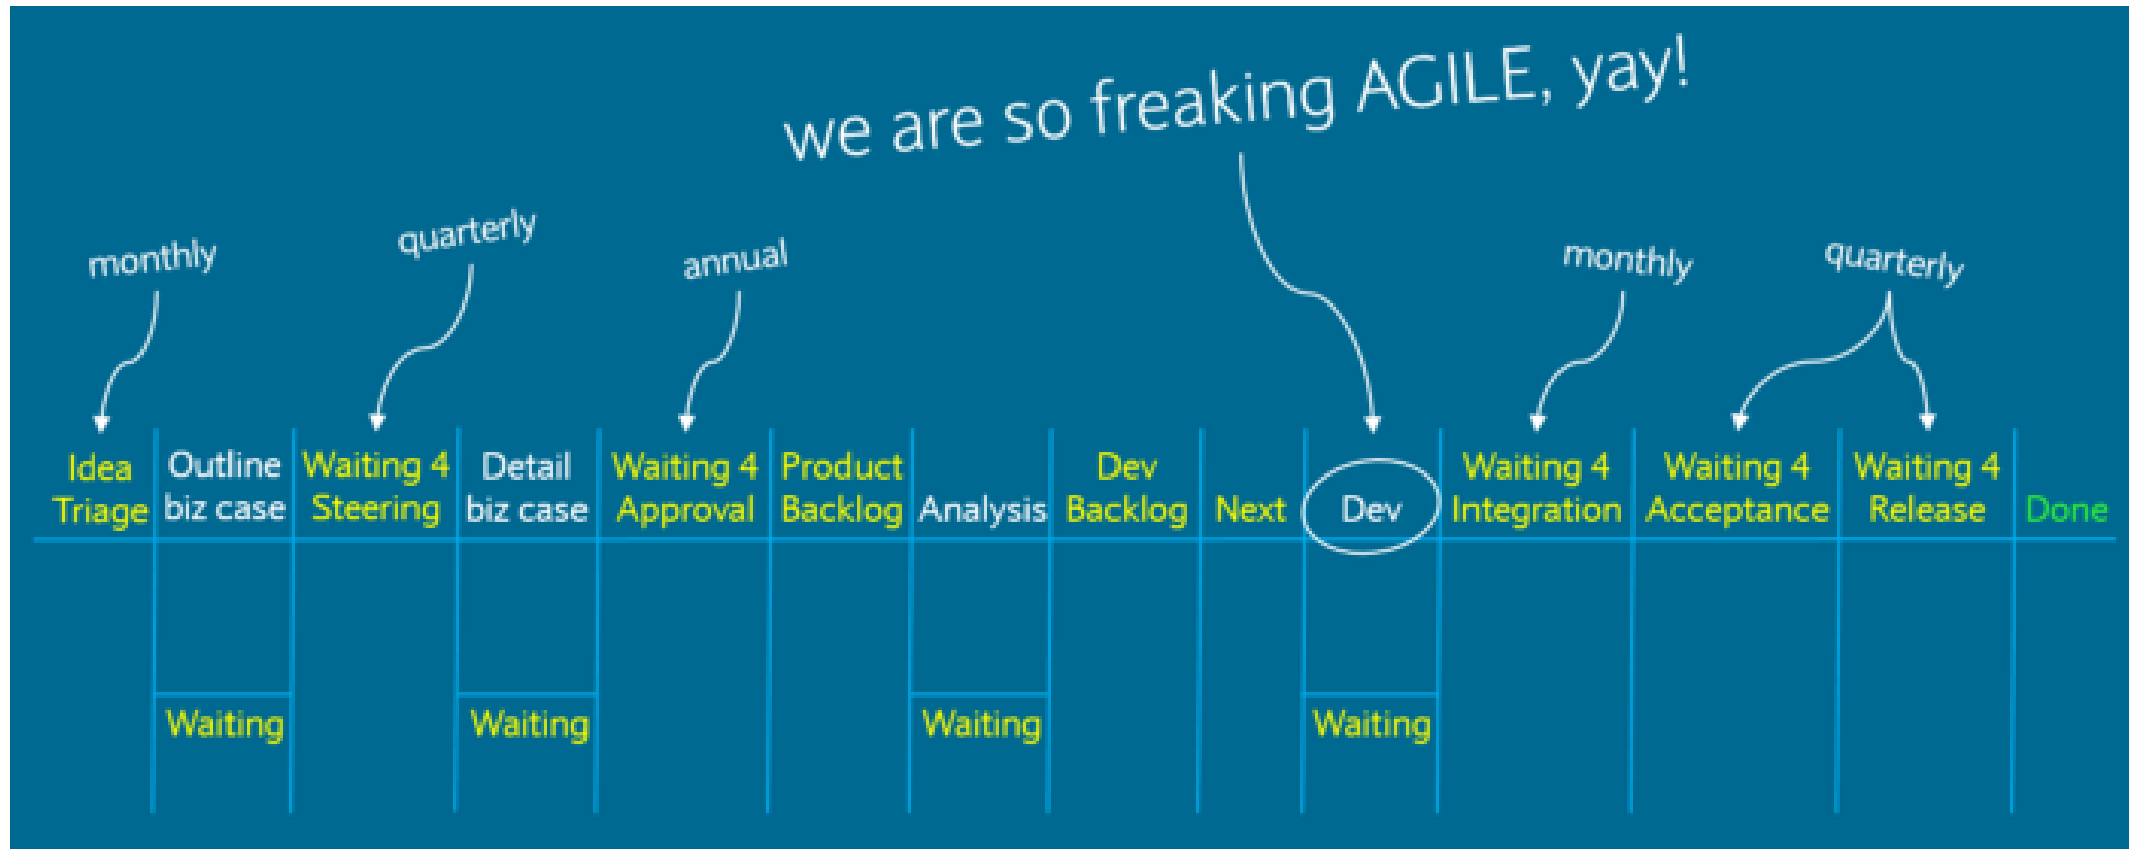 we are so freaking AGILE, yay!
monthly
quarterly
annual
monthly
quarterly
Idea
Triage
Outline
biz case
Waiting 4
Steering
Detail
biz case
Waiting 4
Approval
Product
Backlog
Analysis
Dev
Backlog
Next
Dev
Waiting 4
Integration
Waiting 4
Acceptance
Waiting 4
Release
Done
Waiting
Waiting
Waiting
Waiting